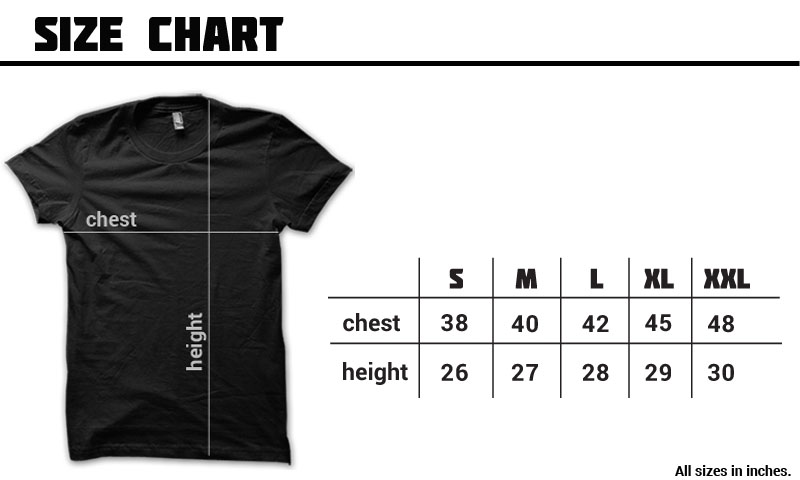 SIZE CHART
chest
height
S M L XL XXL
chest 38 40 42 45 48
height 26 27 28 29 30
All sizes in inches.